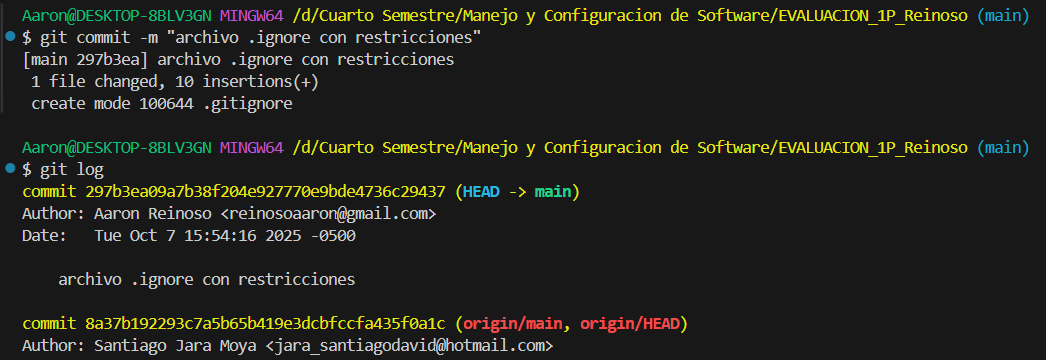 Aaron@DESKTOP-8BLV3GN MINGW64 /d/Cuarto Semestre/Manejo y Configuracion de Software/EVALUACION_1P_Reinoso (main)
$ git commit -m "archivo .ignore con restricciones"
[main 297b3ea] archivo .ignore con restricciones
 1 file changed, 10 insertions(+)
 create mode 100644 .gitignore
Aaron@DESKTOP-8BLV3GN MINGW64 /d/Cuarto Semestre/Manejo y Configuracion de Software/EVALUACION_1P_Reinoso (main)
$ git log
commit 297b3ea09a7b38f204e927770e9bde4736c29437 (HEAD -> main)
Author: Aaron Reinoso <reinosoaaron@gmail.com>
Date:   Tue Oct 7 15:54:16 2025 -0500
    archivo .ignore con restricciones
commit 8a37b192293c7a5b65b419e3dcbfccfa435f0a1c (origin/main, origin/HEAD)
Author: Santiago Jara Moya <jara_santiagodavid@hotmail.com>